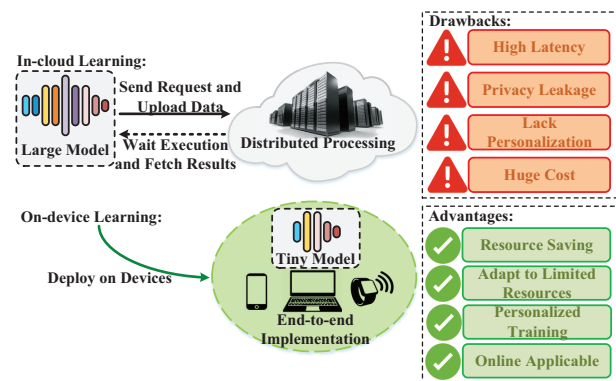 In-cloud Learning:
Large Model
Send Request and
Upload Data
Wait Execution
and Fetch Results
Distributed Processing
Drawbacks:
High Latency
Privacy Leakage
Lack
Personalization
Huge Cost
On-device Learning:
Deploy on Devices
Tiny Model
End-to-end
Implementation
Advantages:
Resource Saving
Adapt to Limited
Resources
Personalized
Training
Online Applicable